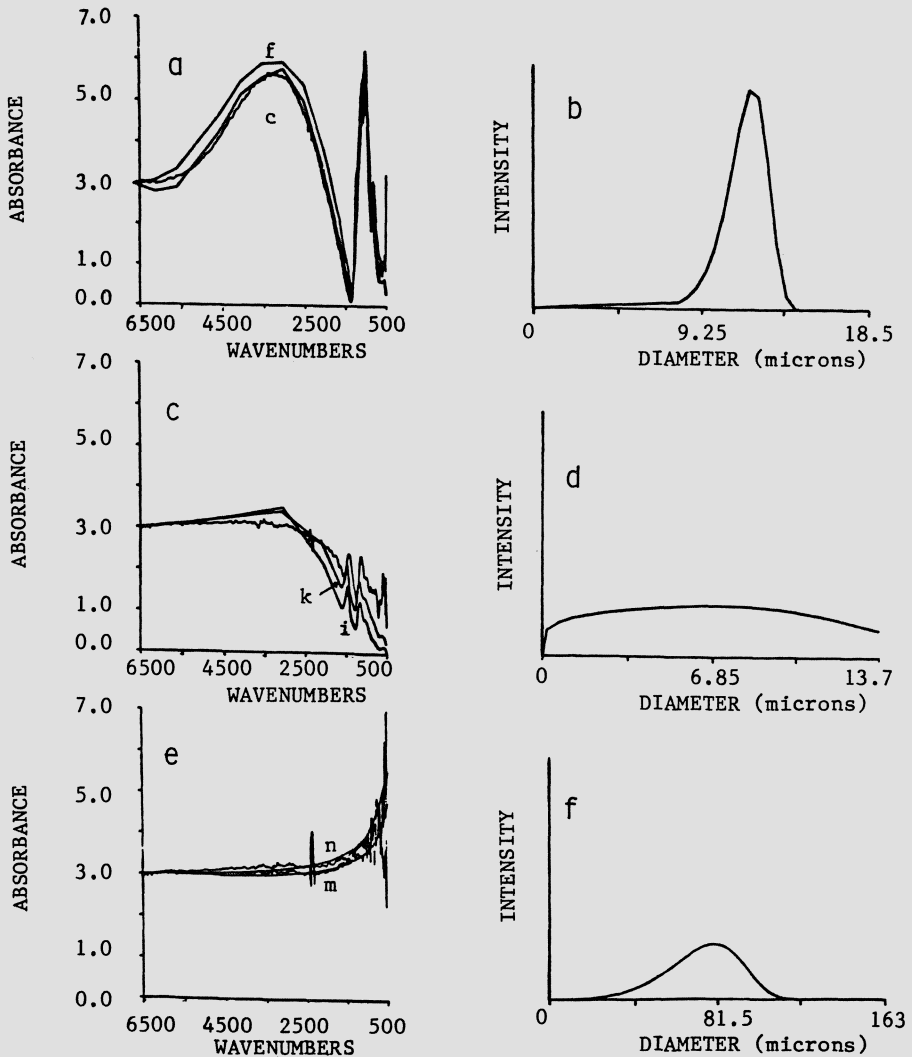 7.0
5.0
3.0
1.0
0.0
ABSORBANCE
a
f
c
6500 4500 2500 500
WAVENUMBERS
INTENSITY
b
0 9.25 18.5
DIAMETER (microns)
7.0
5.0
3.0
1.0
0.0
ABSORBANCE
c
k
i
6500 4500 2500 500
WAVENUMBERS
INTENSITY
d
0 6.85 13.7
DIAMETER (microns)
7.0
5.0
3.0
1.0
0.0
ABSORBANCE
e
n
m
6500 4500 2500 500
WAVENUMBERS
INTENSITY
f
0 81.5 163
DIAMETER (microns)